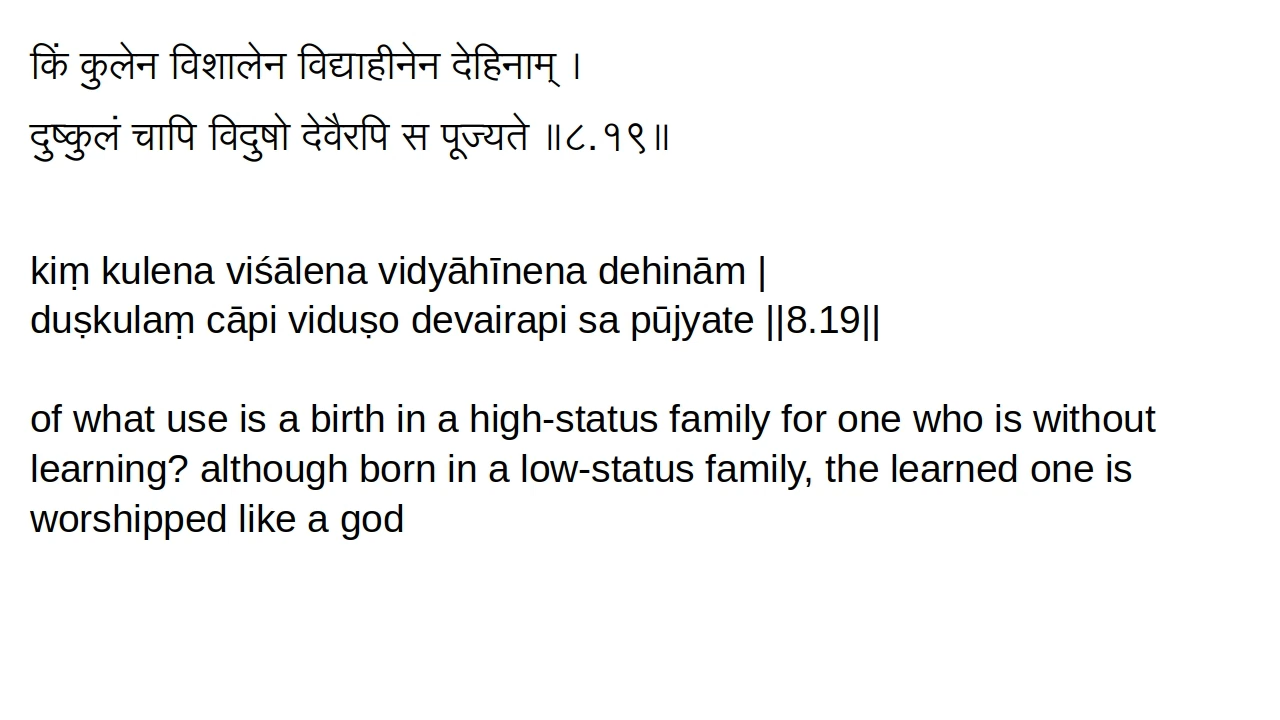 किं कुलेन विशालेन विद्याहीनेन देहिनाम् ।
दुष्कुलं चापि विदुषो देवैरपि स पूज्यते ॥८.१९॥
kiṃ kulena viśālena vidyāhīnena dehinām |
duṣkulaṃ cāpi viduṣo devairapi sa pūjyate ||8.19||
of what use is a birth in a high-status family for one who is without
learning? although born in a low-status family, the learned one is
worshipped like a god